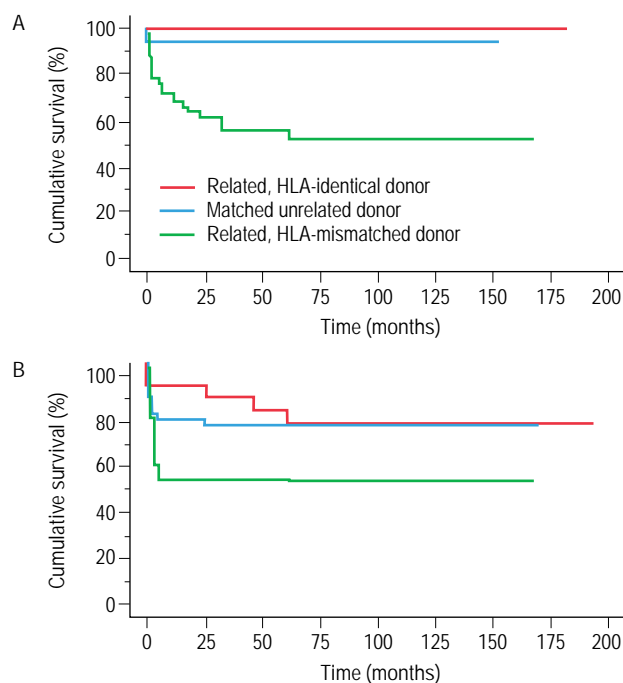 A
Cumulative survival (%)
100
80
60
40
20
0
Related, HLA-identical donor
Matched unrelated donor
Related, HLA-mismatched donor
0 25 50 75 100 125 150 175 200
Time (months)
B
Cumulative survival (%)
100
80
60
40
20
0
0 25 50 75 100 125 150 175 200
Time (months)